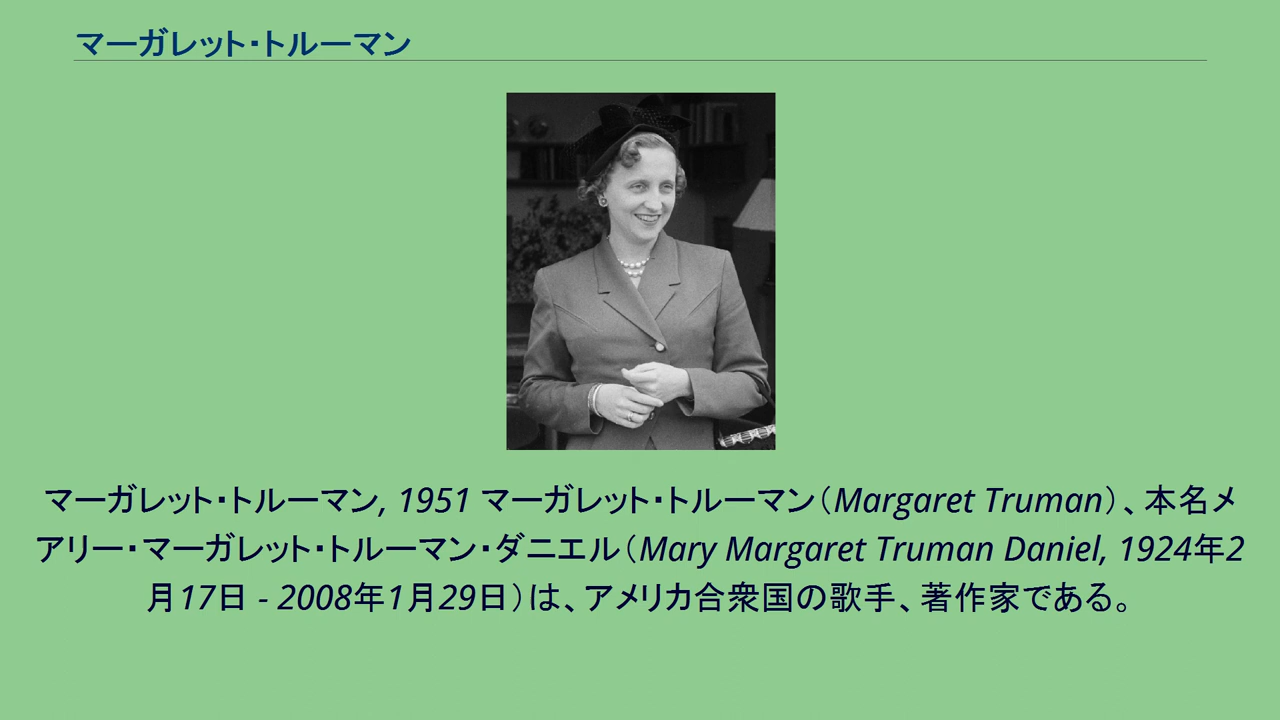 マーガレット・トルーマン
マーガレット・トルーマン, 1951 マーガレット・トルーマン（Margaret Truman）、本名メ
アリー・マーガレット・トルーマン・ダニエル（Mary Margaret Truman Daniel, 1924年2
月17日 - 2008年1月29日）は、アメリカ合衆国の歌手、著作家である。